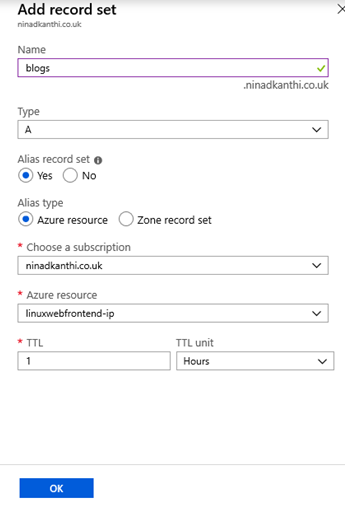 Add record set
ninadkanthi.co.uk
Name
blogs
.ninadkanthi.co.uk
Type
A
Alias record set
Yes No
Alias type
Azure resource Zone record set
* Choose a subscription
ninadkanthi.co.uk
* Azure resource
linuxwebfrontend-ip
* TTL TTL unit
1 Hours
OK